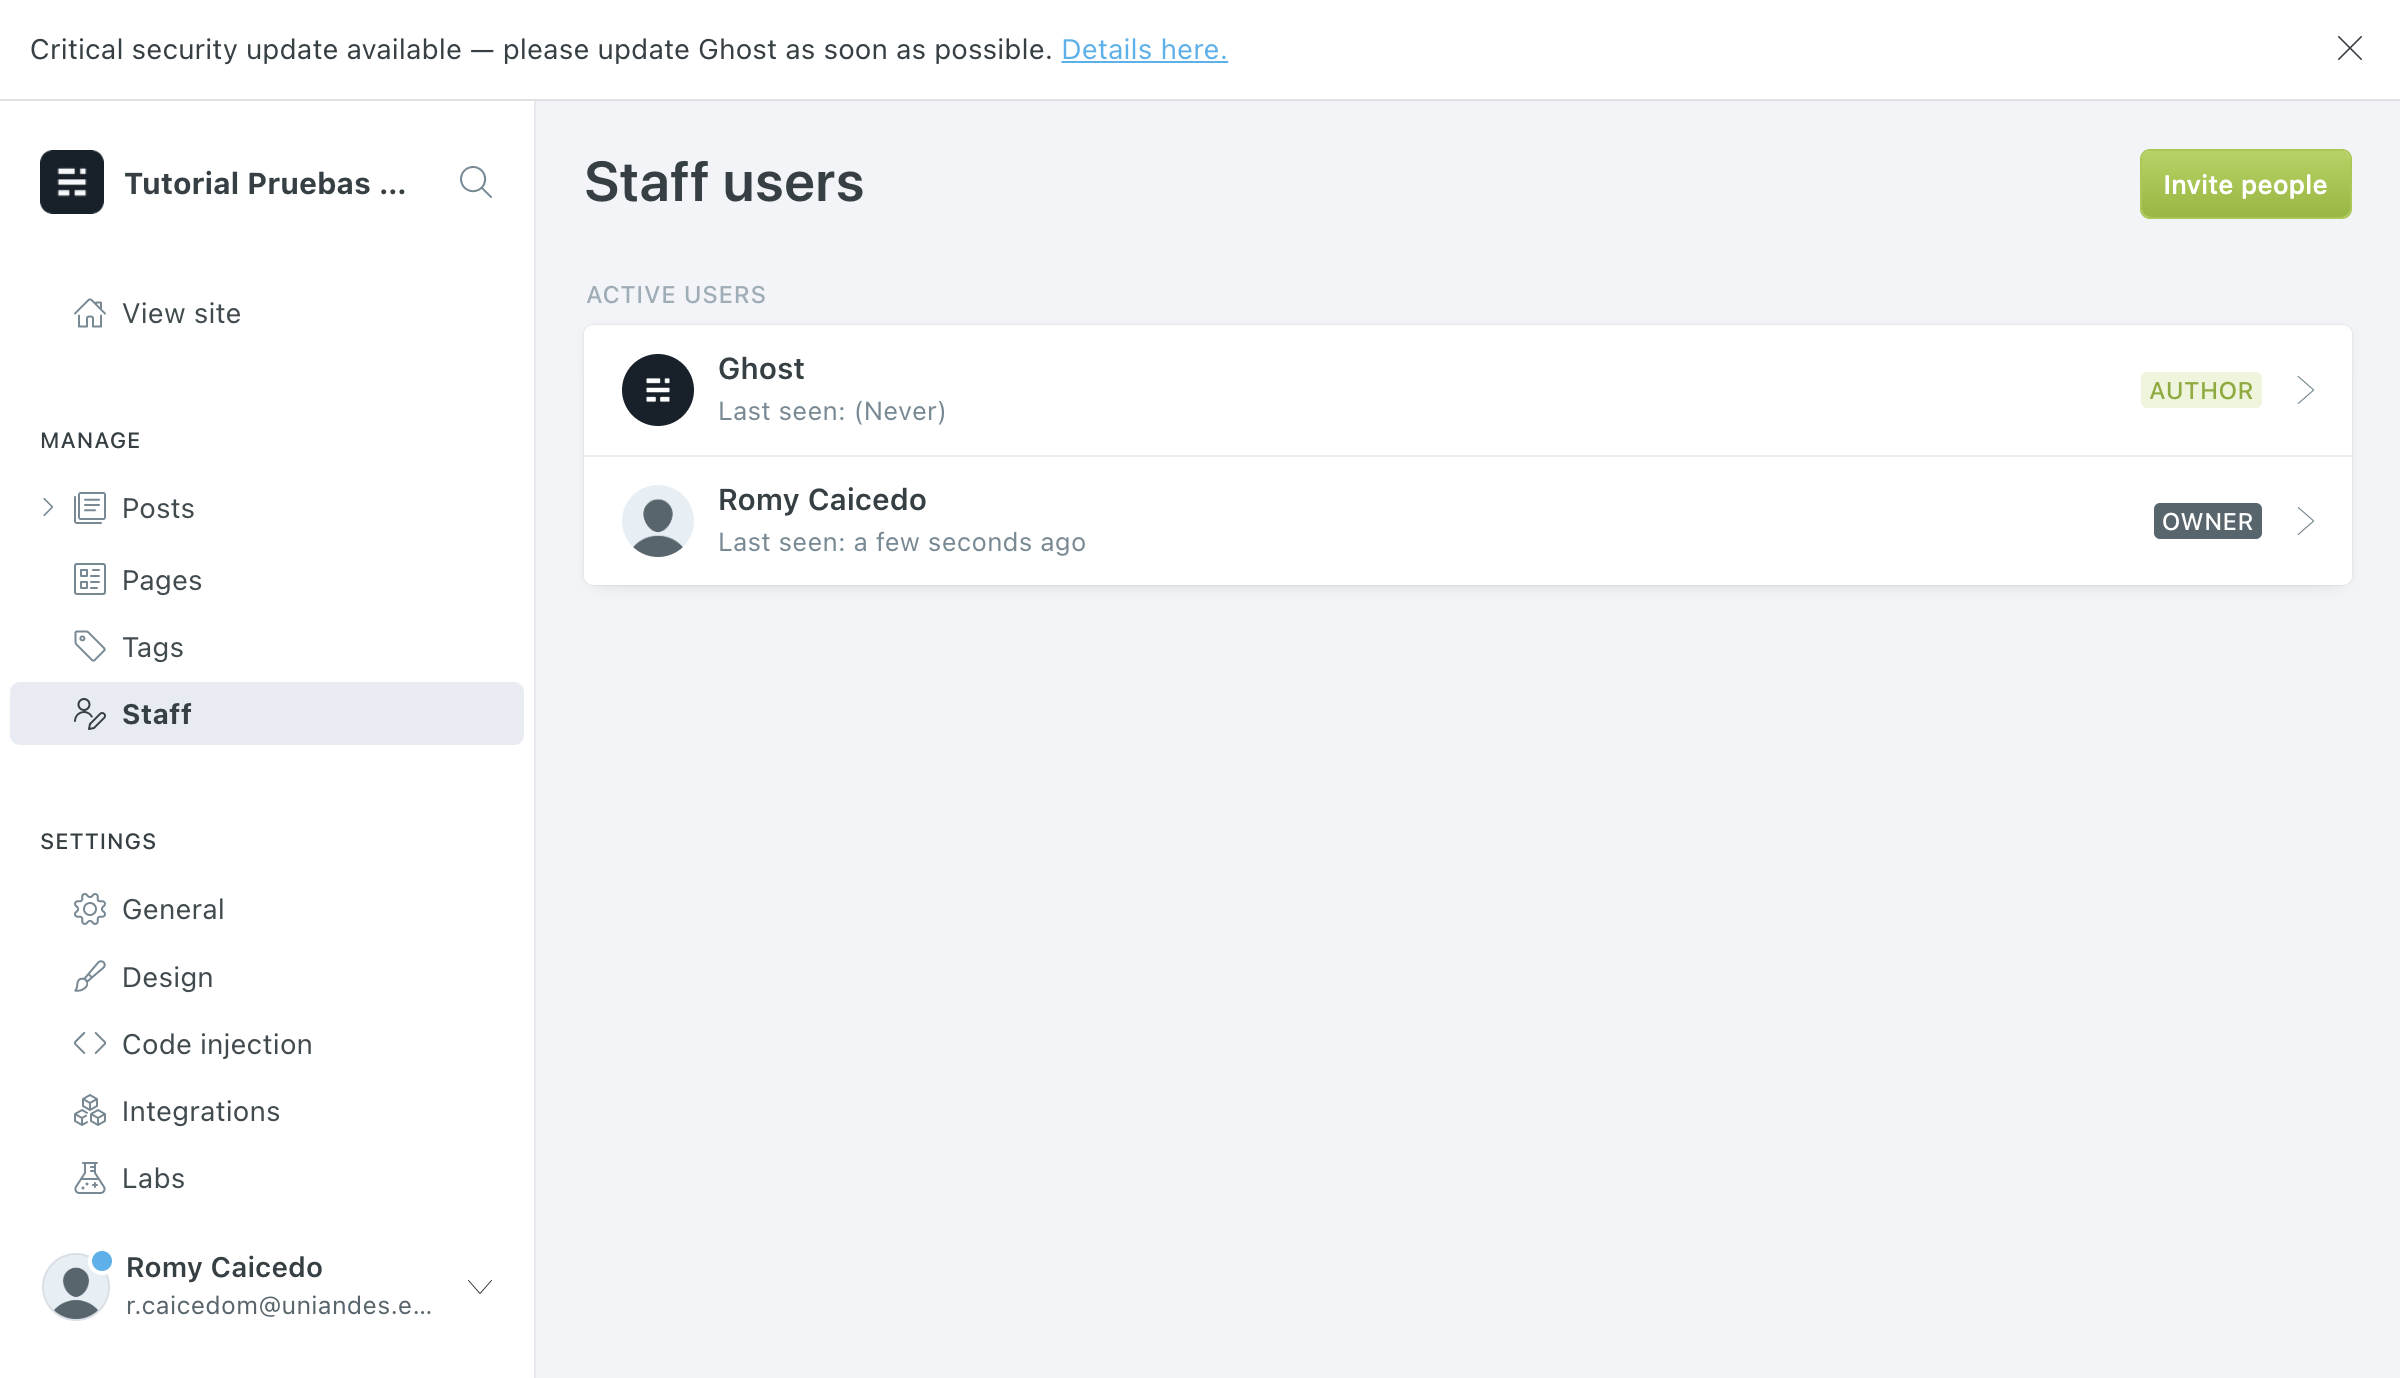 Critical security update available — please update Ghost as soon as possible. Details here.
Tutorial Pruebas ...
View site
MANAGE
Posts
Pages
Tags
Staff
SETTINGS
General
Design
Code injection
Integrations
Labs
Romy Caicedo
r.caicedom@uniandes.e...
Staff users
Invite people
ACTIVE USERS
Ghost
Last seen: (Never)
AUTHOR
Romy Caicedo
Last seen: a few seconds ago
OWNER